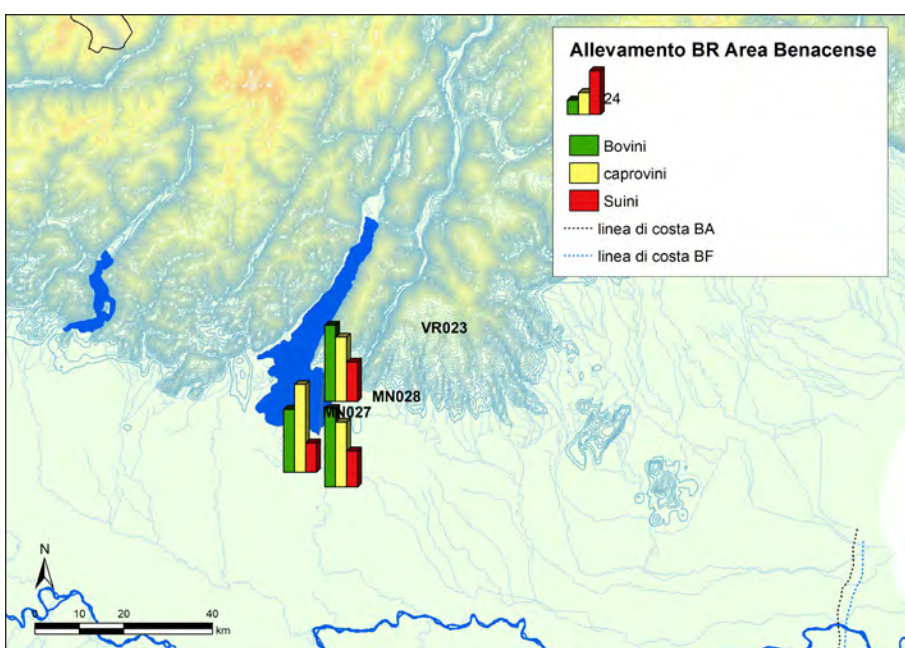 Allevamento BR Area Benacense
24
Bovini
caprovini
Suini
linea di costa BA
linea di costa BF
VR023
MN028
MN027
N
0 10 20 40
km